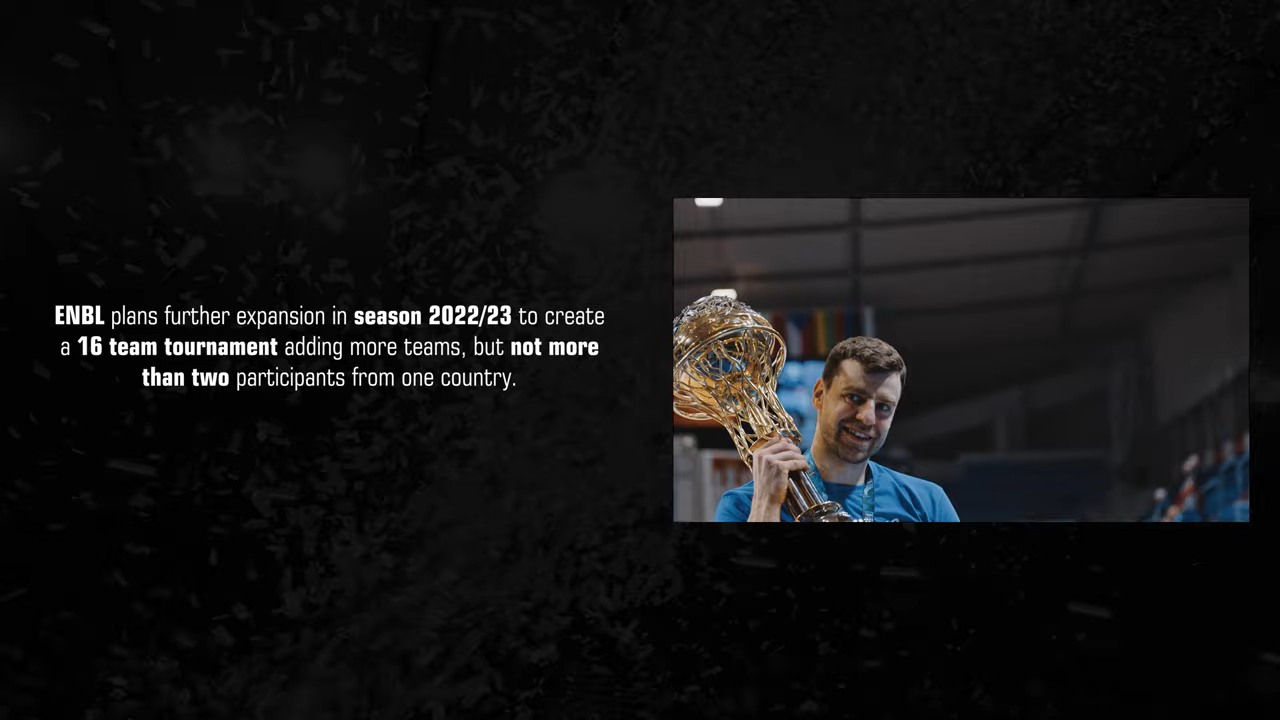 ENBL plans further expansion in season 2022/23 to create
a 16 team tournament adding more teams, but not more
than two participants from one country.